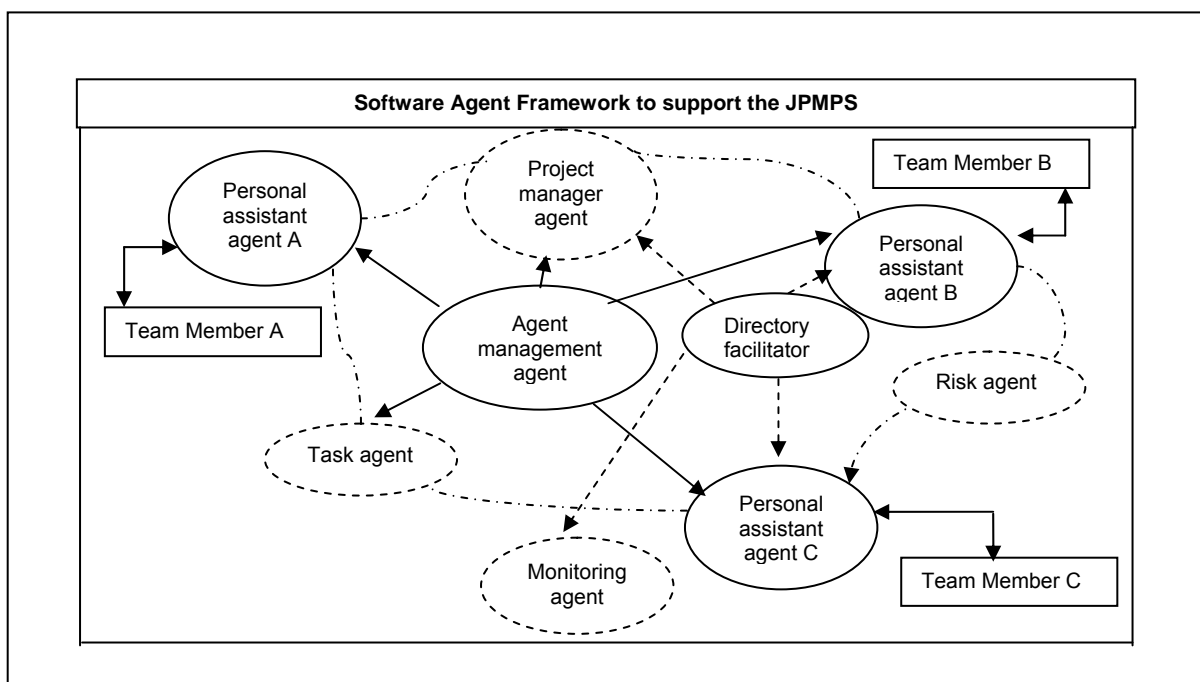 Software Agent Framework to support the JPMPS
Project
manager
agent
Team Member B
Personal
assistant
agent A
Personal
assistant
agent B
Team Member A
Agent
management
agent
Directory
facilitator
Risk agent
Task agent
Personal
assistant
agent C
Monitoring
agent
Team Member C